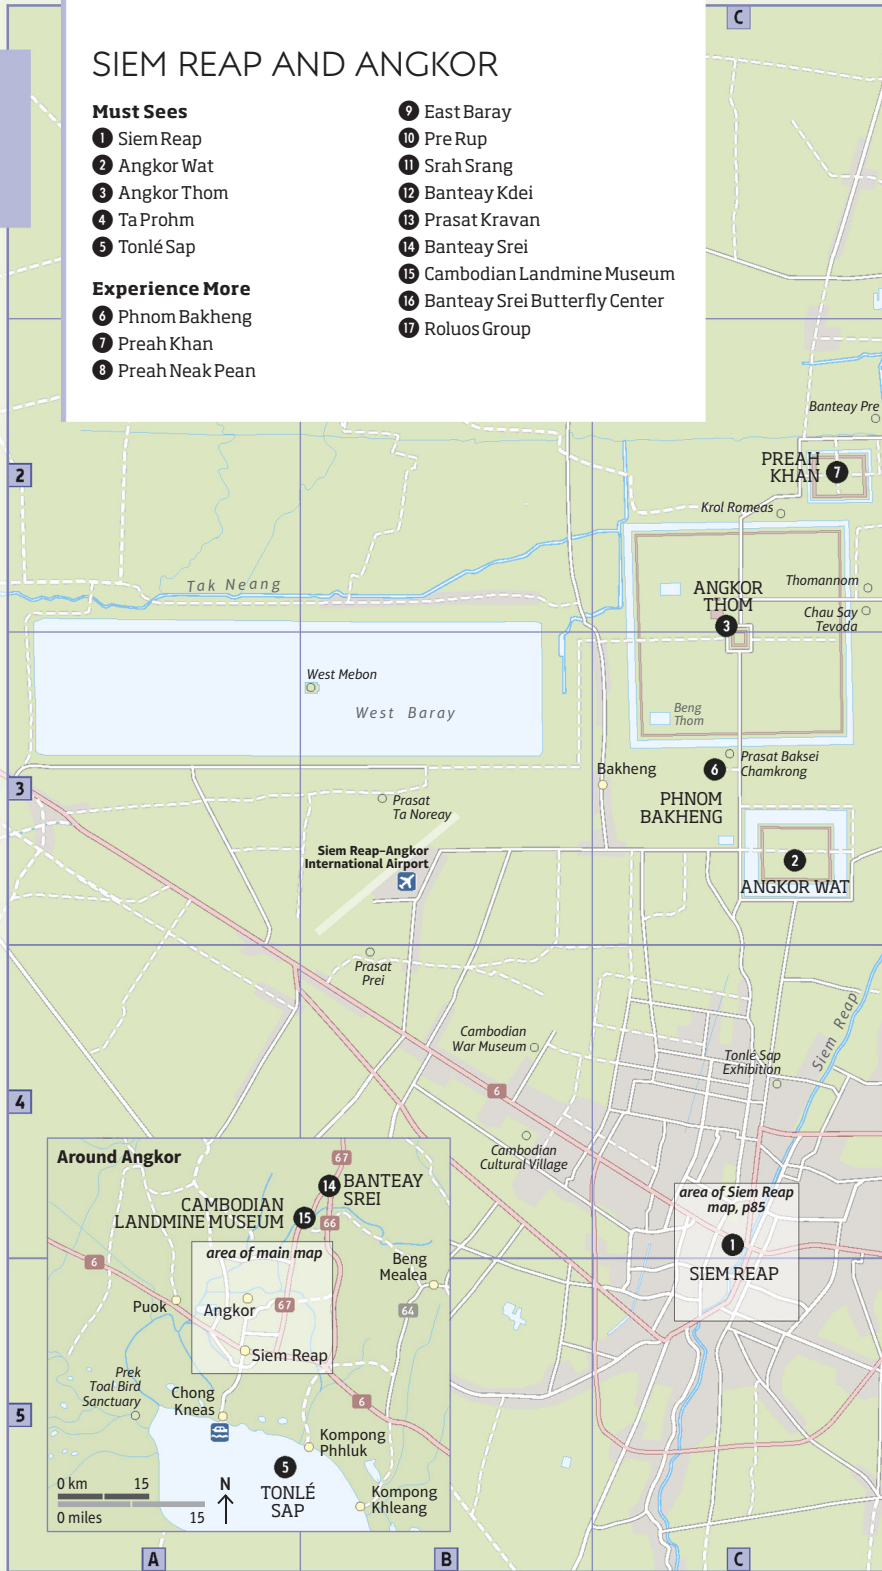 C
SIEM REAP AND ANGKOR
Must Sees
1 Siem Reap
2 Angkor Wat
3 Angkor Thom
4 Ta Prohm
5 Tonlé Sap
Experience More
6 Phnom Bakheng
7 Preah Khan
8 Preah Neak Pean
9 East Baray
10 Pre Rup
11 Srah Srang
12 Banteay Kdei
13 Prasat Kravan
14 Banteay Srei
15 Cambodian Landmine Museum
16 Banteay Srei Butterfly Center
17 Roluos Group
Banteay Pre
2
PREAH
KHAN
7
Krol Romeas
Tak Neang
ANGKOR
THOM
3
Thomannom
Chau Say
Tevoda
West Mebon
West Baray
Beng
Thom
Prasat Baksei
Chamkrong
3
Bakheng
6
PHNOM
BAKHENG
Prasat
Ta Noreay
Siem Reap–Angkor
International Airport
2
ANGKOR WAT
Prasat
Prei
Cambodian
War Museum
Siem Reap
Tonlé Sap
Exhibition
6
4
Cambodian
Cultural Village
area of Siem Reap
map, p85
1
SIEM REAP
Around Angkor
67
14
BANTEAY
SREI
CAMBODIAN
LANDMINE MUSEUM
15
66
area of main map
6
Beng
Mealea
Puok
Angkor
67
64
Siem Reap
Prek
Toal Bird
Sanctuary
Chong
Kneas
6
5
Kompong
Phhluk
5
TONLÉ
SAP
Kompong
Khleang
0 km 15
0 miles 15
N
A
B
C